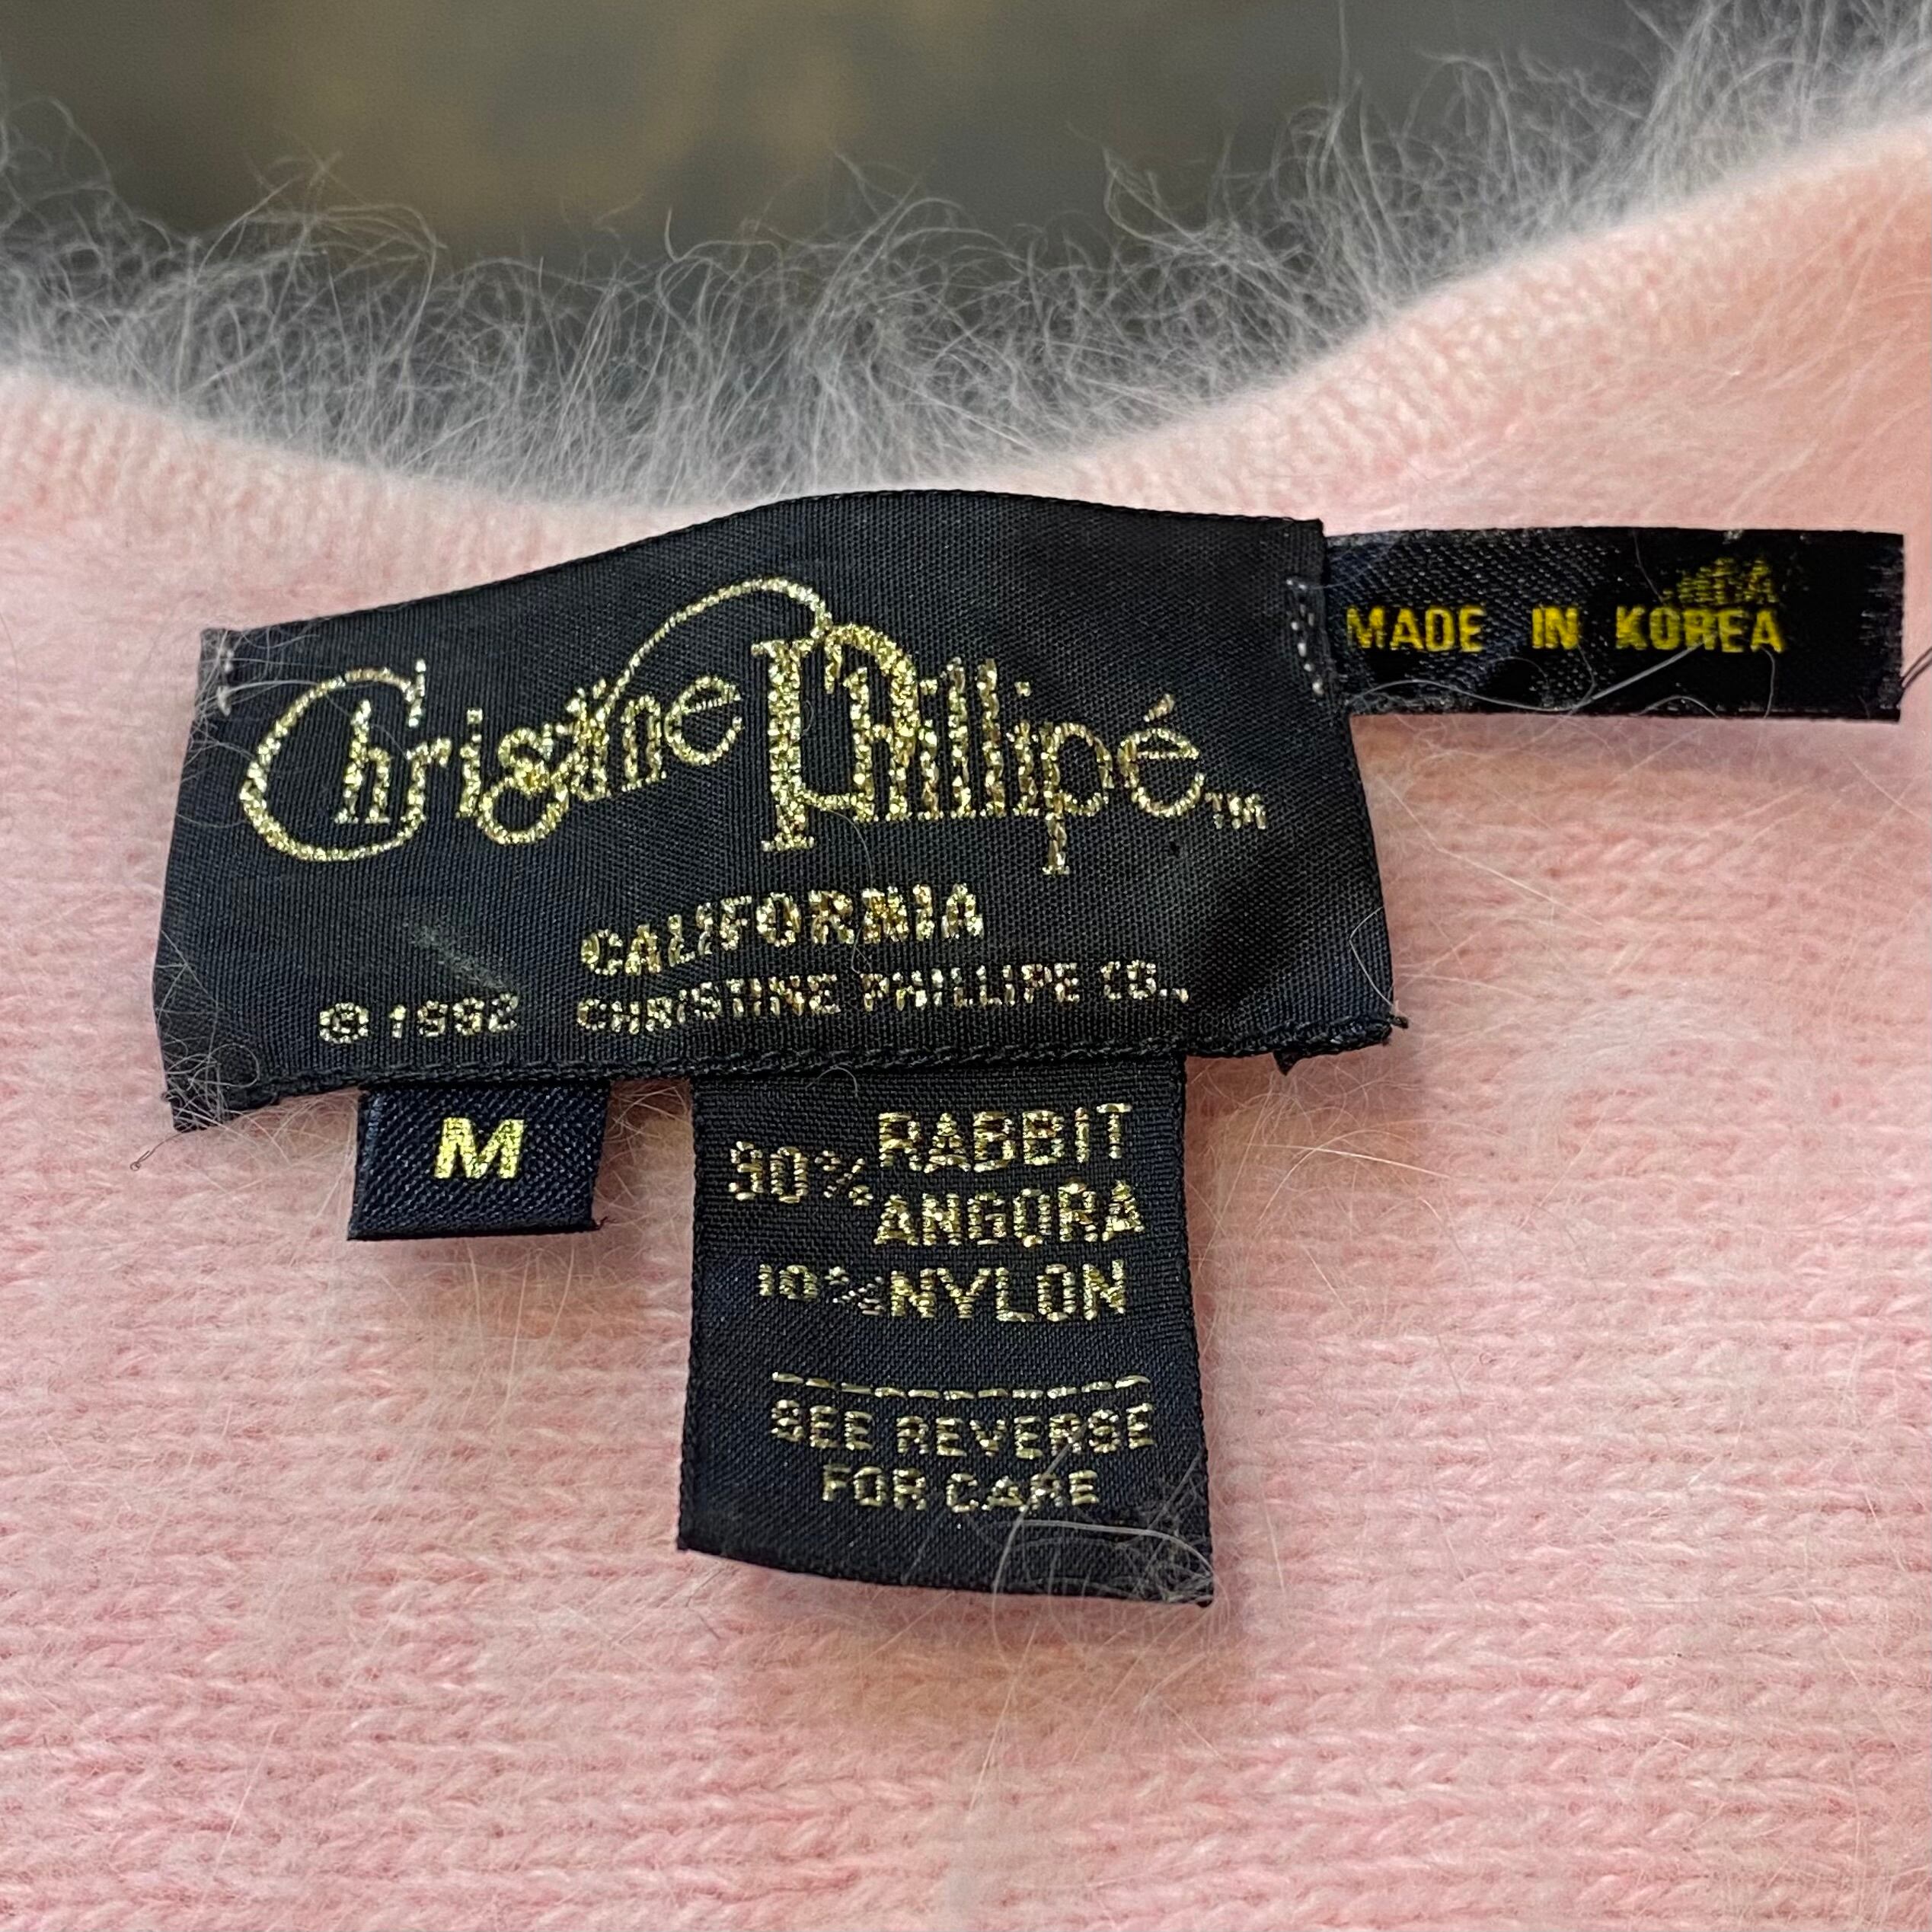 Christine Phillipé™
CALIFORNIA
© 1992 CHRISTINE PHILLIPE CO.,
MADE IN KOREA
M
90% RABBIT
ANGORA
10% NYLON
SEE REVERSE
FOR CARE